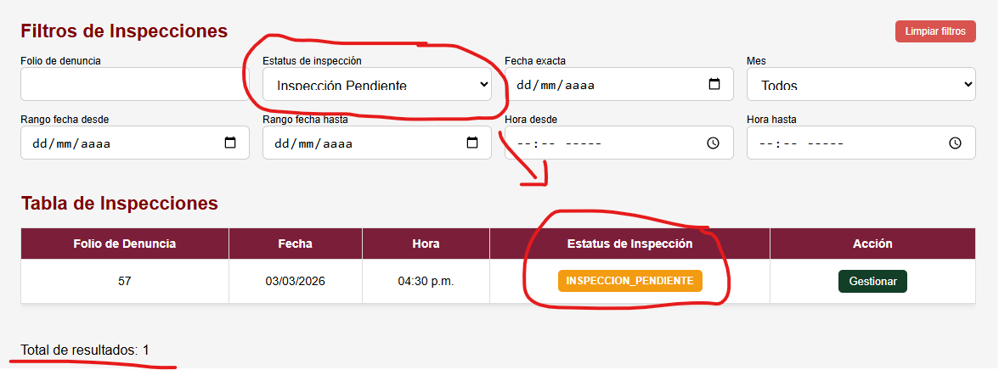 Filtros de Inspecciones
Limpiar filtros
Folio de denuncia Estatus de inspección Fecha exacta Mes
Inspección Pendiente dd/mm/aaaa Todos
Rango fecha desde Rango fecha hasta Hora desde Hora hasta
dd/mm/aaaa dd/mm/aaaa --:-- ----- --:-- -----
Tabla de Inspecciones
Folio de Denuncia Fecha Hora Estatus de Inspección Acción
57 03/03/2026 04:30 p.m. INSPECCION_PENDIENTE Gestionar
Total de resultados: 1